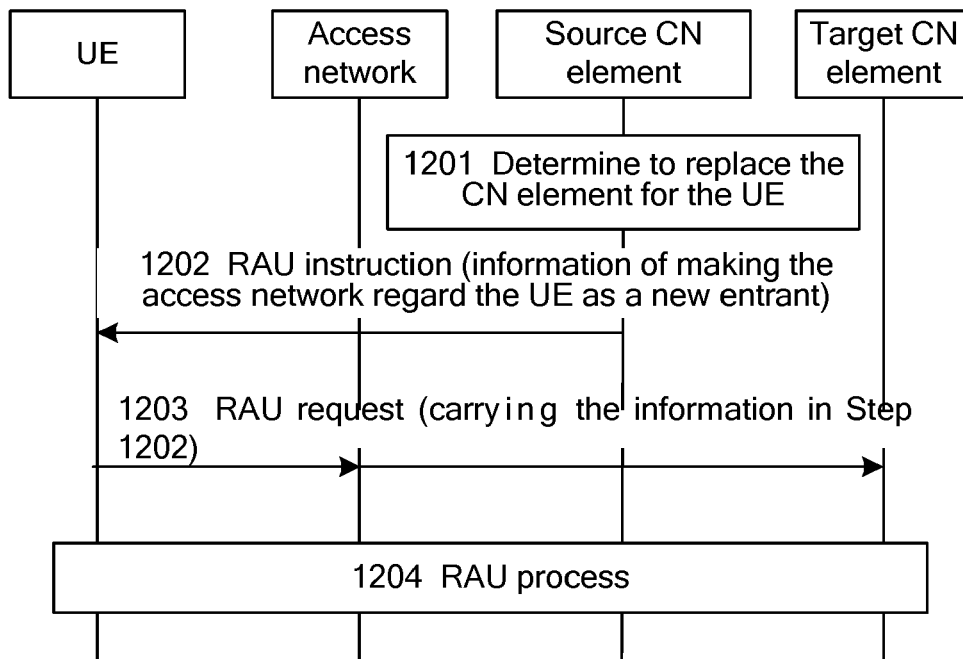 UE
Access
network
Source CN
element
Target CN
element
1201 Determine to replace the
CN element for the UE
1202 RAU instruction (information of making the
access network regard the UE as a new entrant)
1203 RAU request (carrying the information in Step
1202)
1204 RAU process